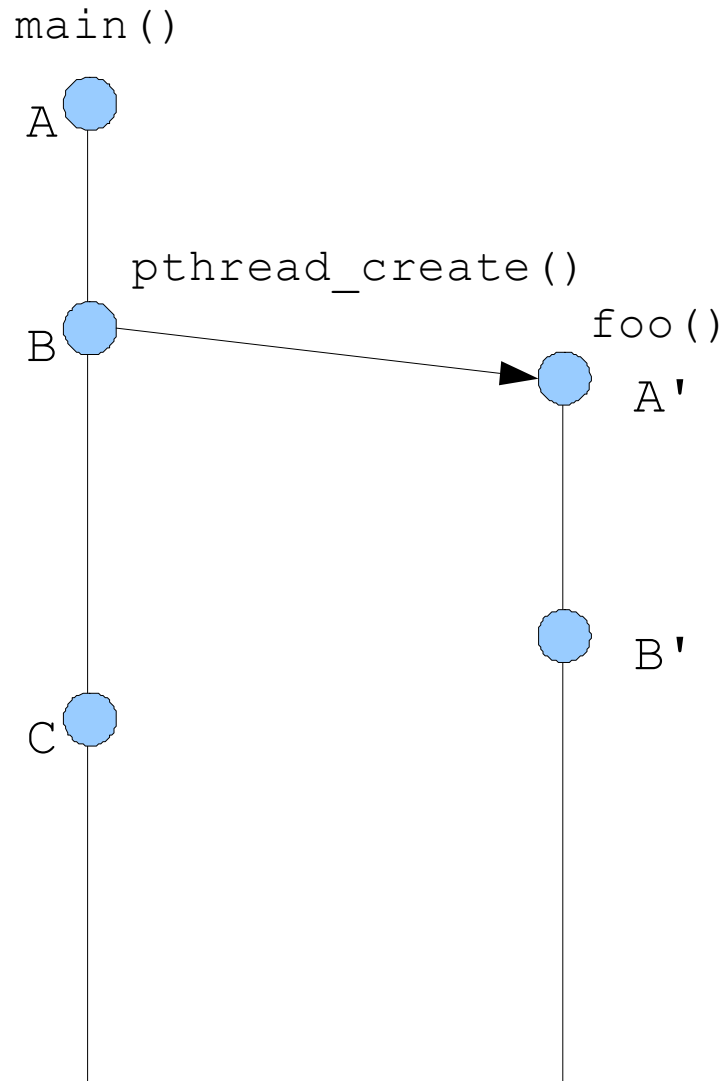 main()
A
pthread_create()
B
foo()
A'
B'
C